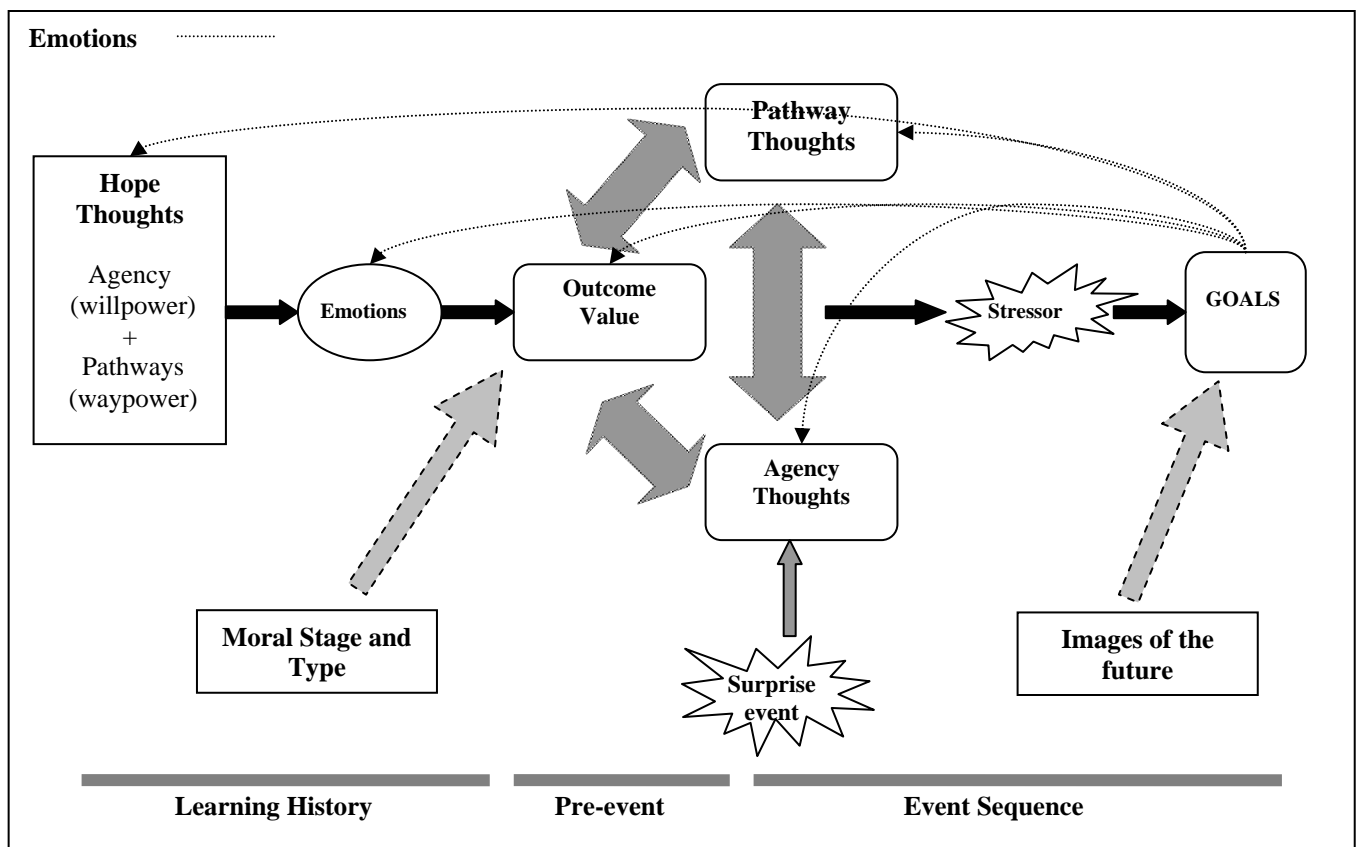 Emotions
Pathway
Thoughts
Hope
Thoughts
Agency
(willpower)
+
Pathways
(waypower)
Emotions
Outcome
Value
Stressor
GOALS
Agency
Thoughts
Moral Stage and
Type
Surprise
event
Images of the
future
Learning History
Pre-event
Event Sequence